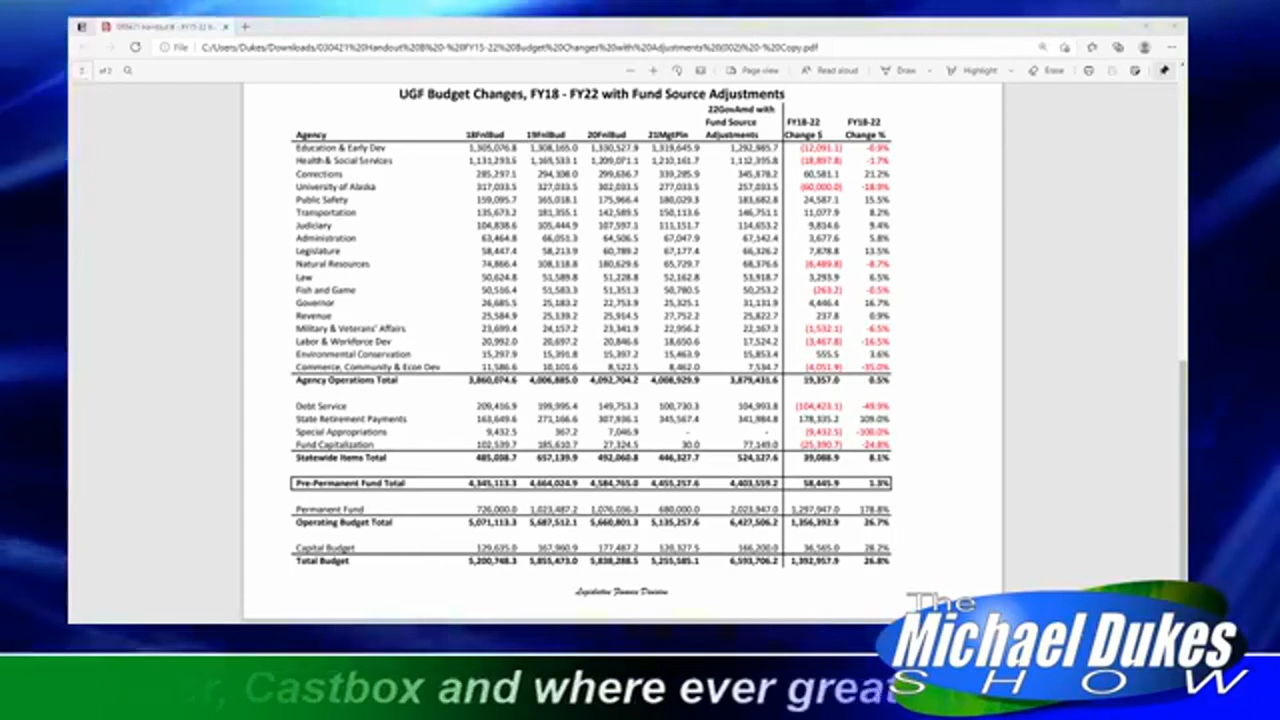 C:/Users/Dukes/Downloads/030421%20Handout%20B%20-%20FY15-22%20Budget%20Changes%20with%20Adjustments%20(002)%20-%20Copy.pdf
File
of 2 Page view Read aloud Draw Highlight Erase
UGF Budget Changes, FY18 - FY22 with Fund Source Adjustments
22GovAmd with
Fund Source FY18-22 FY18-22
Agency 18FnlBud 19FnlBud 20FnlBud 21MgtPln Adjustments Change $ Change %
Education & Early Dev 1,305,076.8 1,308,165.0 1,330,527.9 1,319,645.9 1,292,985.7 (12,091.1) -0.9%
Health & Social Services 1,131,293.6 1,169,533.1 1,209,071.1 1,210,161.7 1,112,395.8 (18,897.8) -1.7%
Corrections 285,297.1 294,308.0 299,636.7 339,285.9 345,878.2 60,581.1 21.2%
University of Alaska 317,033.5 327,033.5 302,033.5 277,033.5 257,033.5 (60,000.0) -18.9%
Public Safety 159,095.7 165,018.1 175,966.4 180,029.3 183,682.8 24,587.1 15.5%
Transportation 135,673.2 181,355.1 142,589.5 150,113.6 146,751.1 11,077.9 8.2%
Judiciary 104,838.6 105,444.9 107,597.1 111,151.7 114,653.2 9,814.6 9.4%
Administration 63,464.8 66,051.3 64,506.5 67,047.9 67,142.4 3,677.6 5.8%
Legislature 58,447.4 58,213.9 60,789.2 67,177.4 66,326.2 7,878.8 13.5%
Natural Resources 74,866.4 108,118.8 180,629.6 65,729.7 68,376.6 (6,489.8) -8.7%
Law 50,624.8 51,589.8 51,228.8 52,162.8 53,918.7 3,293.9 6.5%
Fish and Game 50,516.4 51,583.3 51,351.3 50,780.5 50,253.2 (263.2) -0.5%
Governor 26,685.5 25,183.2 22,753.9 25,325.1 31,131.9 4,446.4 16.7%
Revenue 25,584.9 25,139.2 25,914.5 27,752.2 25,822.7 237.8 0.9%
Military & Veterans' Affairs 23,699.4 24,157.2 23,341.9 22,956.2 22,167.3 (1,532.1) -6.5%
Labor & Workforce Dev 20,992.0 20,697.2 20,846.6 18,650.6 17,524.2 (3,467.8) -16.5%
Environmental Conservation 15,297.9 15,391.8 15,397.2 15,463.9 15,853.4 555.5 3.6%
Commerce, Community & Econ Dev 11,586.6 10,101.6 8,522.5 8,462.0 7,534.7 (4,051.9) -35.0%
Agency Operations Total 3,860,074.6 4,006,885.0 4,092,704.2 4,008,929.9 3,879,431.6 19,357.0 0.5%
Debt Service 209,416.9 199,995.4 149,753.3 100,730.3 104,993.8 (104,423.1) -49.9%
State Retirement Payments 163,649.6 271,166.6 307,936.1 345,567.4 341,984.8 178,335.2 109.0%
Special Appropriations 9,432.5 367.2 7,046.9 - - (9,432.5) -100.0%
Fund Capitalization 102,539.7 185,610.7 27,324.5 30.0 77,149.0 (25,390.7) -24.8%
Statewide Items Total 485,038.7 657,139.9 492,060.8 446,327.7 524,127.6 39,088.9 8.1%
Pre-Permanent Fund Total 4,345,113.3 4,664,024.9 4,584,765.0 4,455,257.6 4,403,559.2 58,445.9 1.3%
Permanent Fund 726,000.0 1,023,487.2 1,076,036.3 680,000.0 2,023,947.0 1,297,947.0 178.8%
Operating Budget Total 5,071,113.3 5,687,512.1 5,660,801.3 5,135,257.6 6,427,506.2 1,356,392.9 26.7%
Capital Budget 129,635.0 167,960.9 177,487.2 120,327.5 166,200.0 36,565.0 28.2%
Total Budget 5,200,748.3 5,855,473.0 5,838,288.5 5,255,585.1 6,593,706.2 1,392,957.9 26.8%
Legislative Finance Division
The
Michael Dukes
SHOW
er, Castbox and where ever great